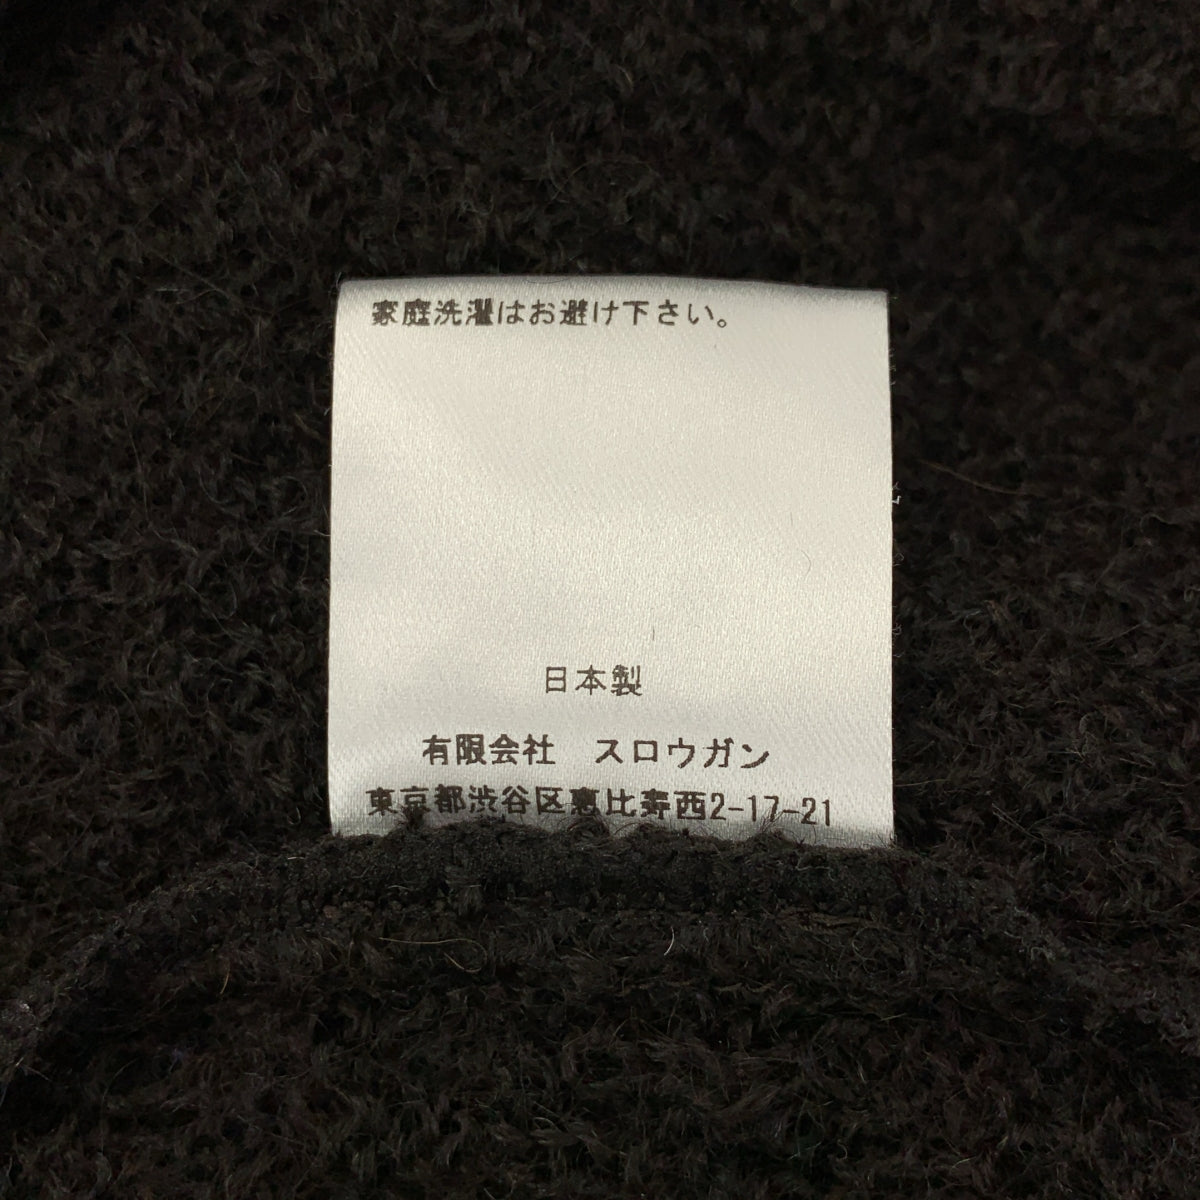 家庭洗濯はお避け下さい。
日本製
有限会社　スロウガン
東京都渋谷区恵比寿西2-17-21